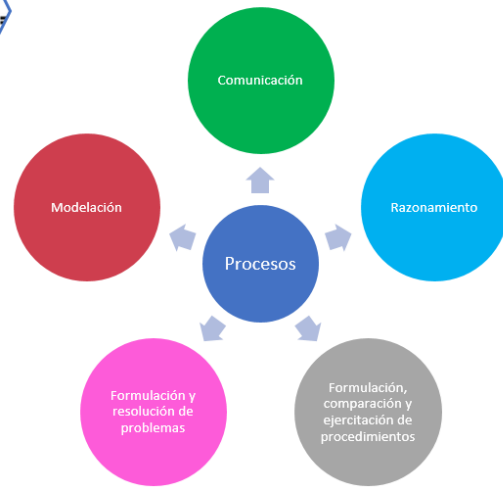 Comunicación
Modelación
Razonamiento
Procesos
Formulación y
resolución de
problemas
Formulación,
comparación y
ejercitación de
procedimientos